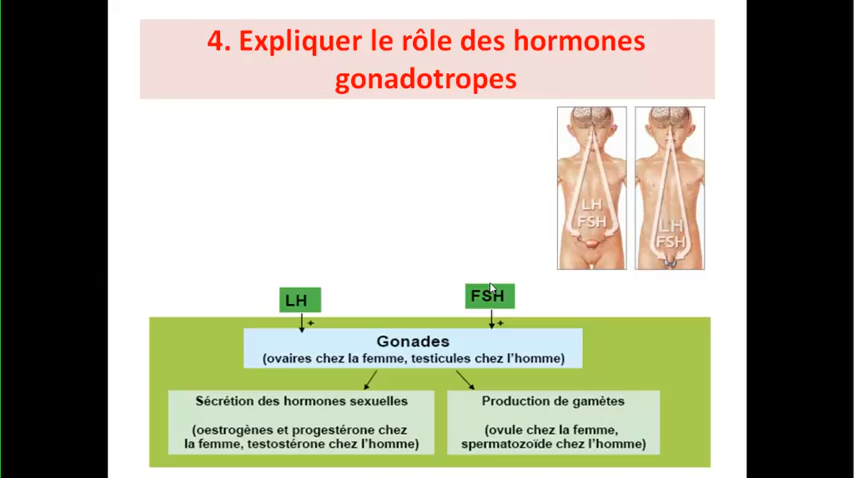 4. Expliquer le rôle des hormones
gonadotropes
LH
FSH
LH
FSH
LH
FSH
+
+
Gonades
(ovaires chez la femme, testicules chez l'homme)
Sécrétion des hormones sexuelles
(oestrogènes et progestérone chez
la femme, testostérone chez l'homme)
Production de gamètes
(ovule chez la femme,
spermatozoïde chez l'homme)